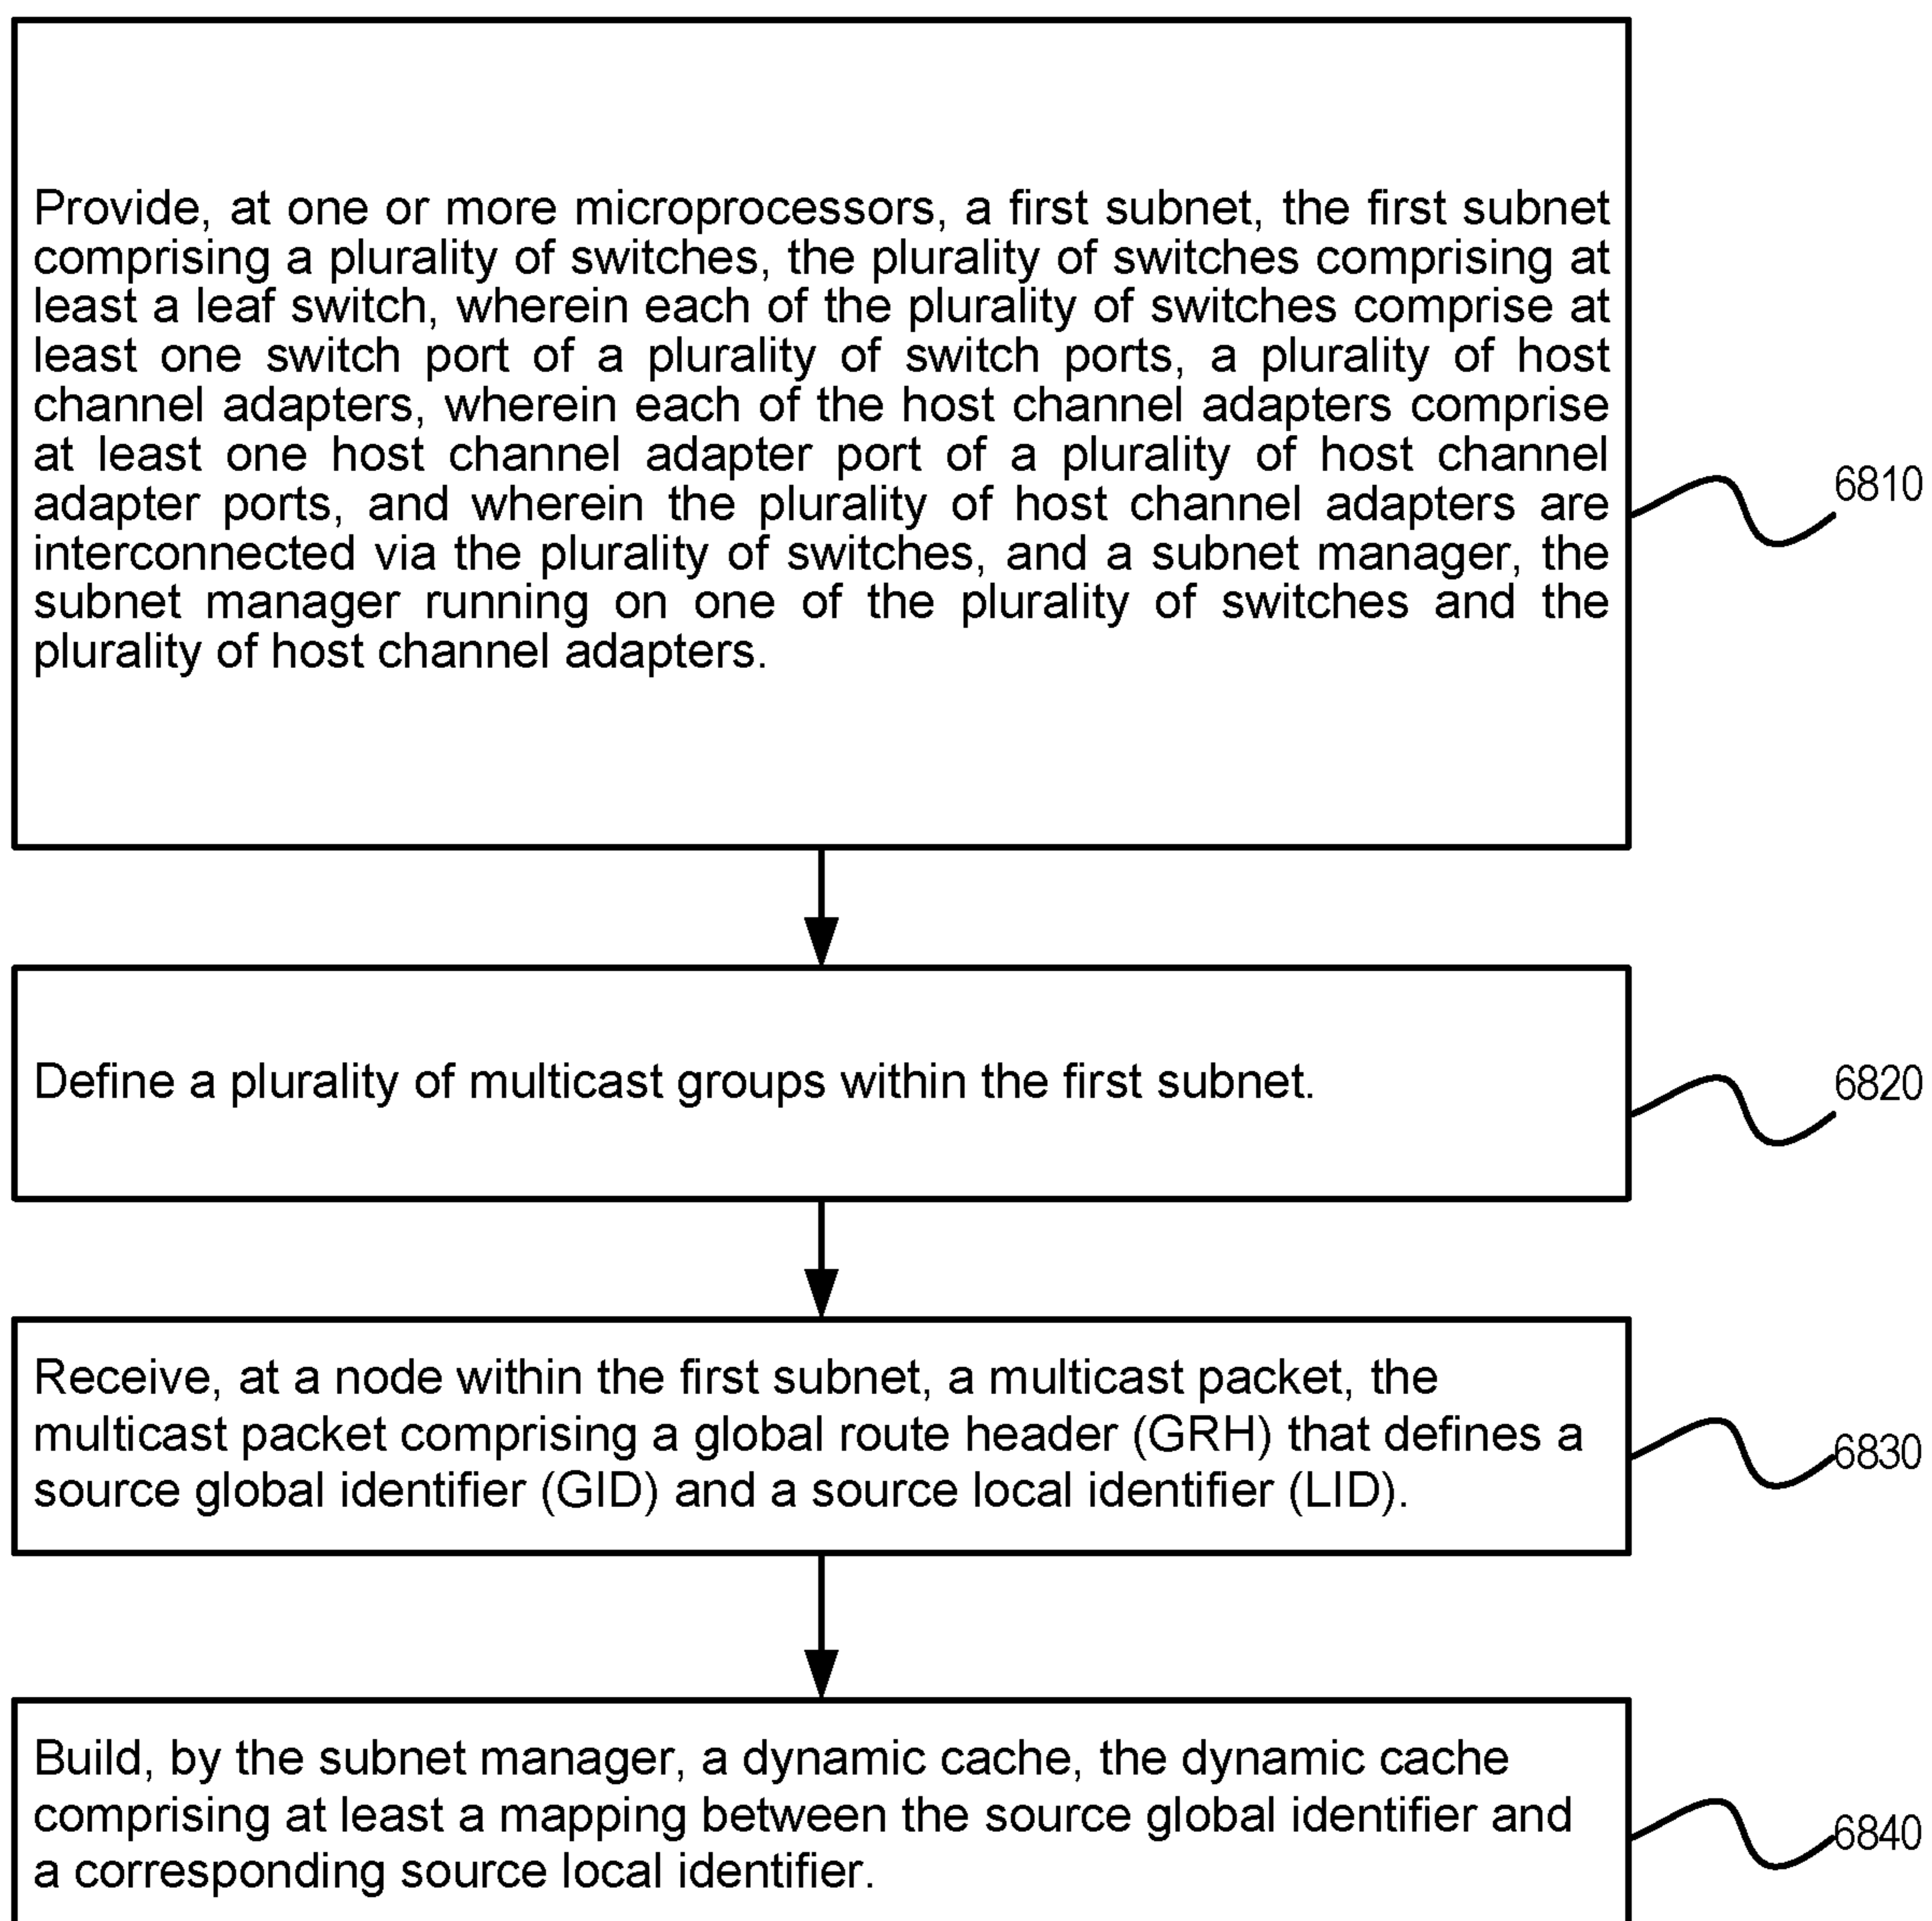 Provide, at one or more microprocessors, a first subnet, the first subnet
comprising a plurality of switches, the plurality of switches comprising at
least a leaf switch, wherein each of the plurality of switches comprise at
least one switch port of a plurality of switch ports, a plurality of host
channel adapters, wherein each of the host channel adapters comprise
at least one host channel adapter port of a plurality of host channel
adapter ports, and wherein the plurality of host channel adapters are
interconnected via the plurality of switches, and a subnet manager, the
subnet manager running on one of the plurality of switches and the
plurality of host channel adapters.
6810
Define a plurality of multicast groups within the first subnet.
6820
Receive, at a node within the first subnet, a multicast packet, the
multicast packet comprising a global route header (GRH) that defines a
source global identifier (GID) and a source local identifier (LID).
6830
Build, by the subnet manager, a dynamic cache, the dynamic cache
comprising at least a mapping between the source global identifier and
a corresponding source local identifier.
6840